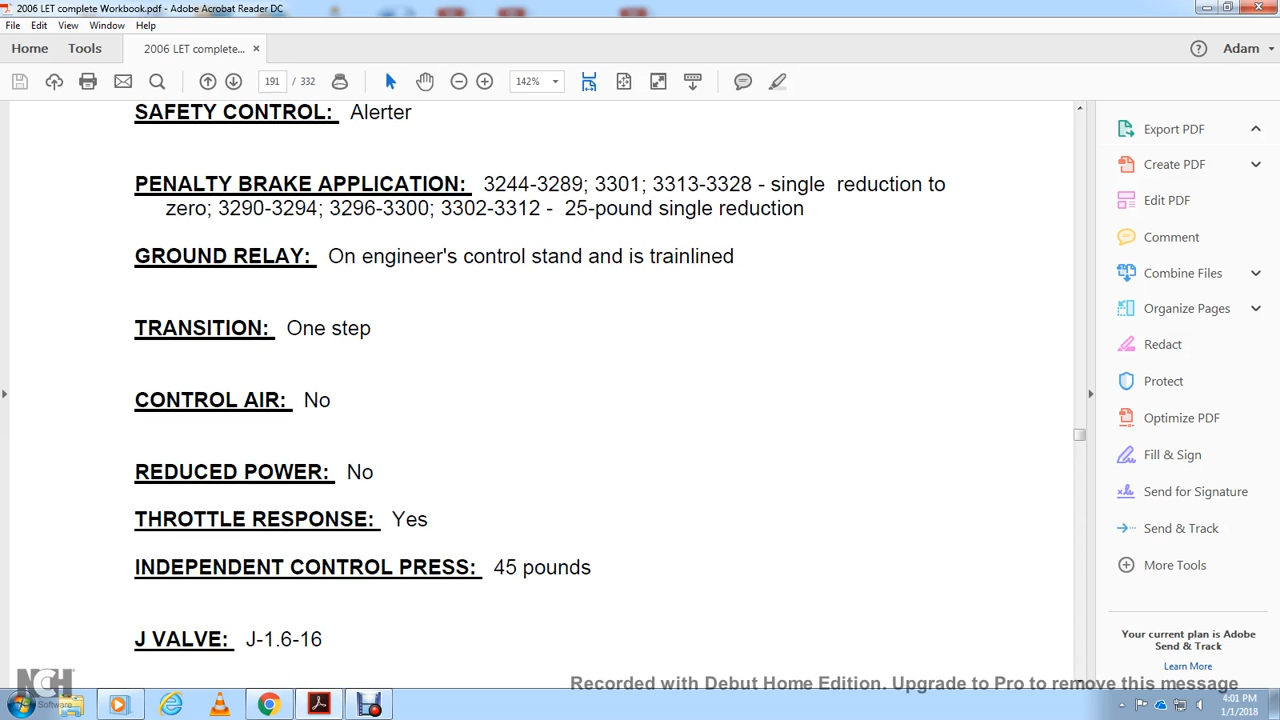 2006 LET complete Workbook.pdf - Adobe Acrobat Reader DC
File Edit View Window Help
Home Tools 2006 LET complete... × Adam
191 / 332 142%
SAFETY CONTROL: Alerter
PENALTY BRAKE APPLICATION: 3244-3289; 3301; 3313-3328 - single reduction to
zero; 3290-3294; 3296-3300; 3302-3312 - 25-pound single reduction
GROUND RELAY: On engineer's control stand and is trainlined
TRANSITION: One step
CONTROL AIR: No
REDUCED POWER: No
THROTTLE RESPONSE: Yes
INDEPENDENT CONTROL PRESS: 45 pounds
J VALVE: J-1.6-16
Export PDF
Create PDF
Edit PDF
Comment
Combine Files
Organize Pages
Redact
Protect
Optimize PDF
Fill & Sign
Send for Signature
Send & Track
More Tools
Your current plan is Adobe
Send & Track
Learn More
NCH
Software
Recorded with Debut Home Edition. Upgrade to Pro to remove this message
4:01 PM
1/1/2018